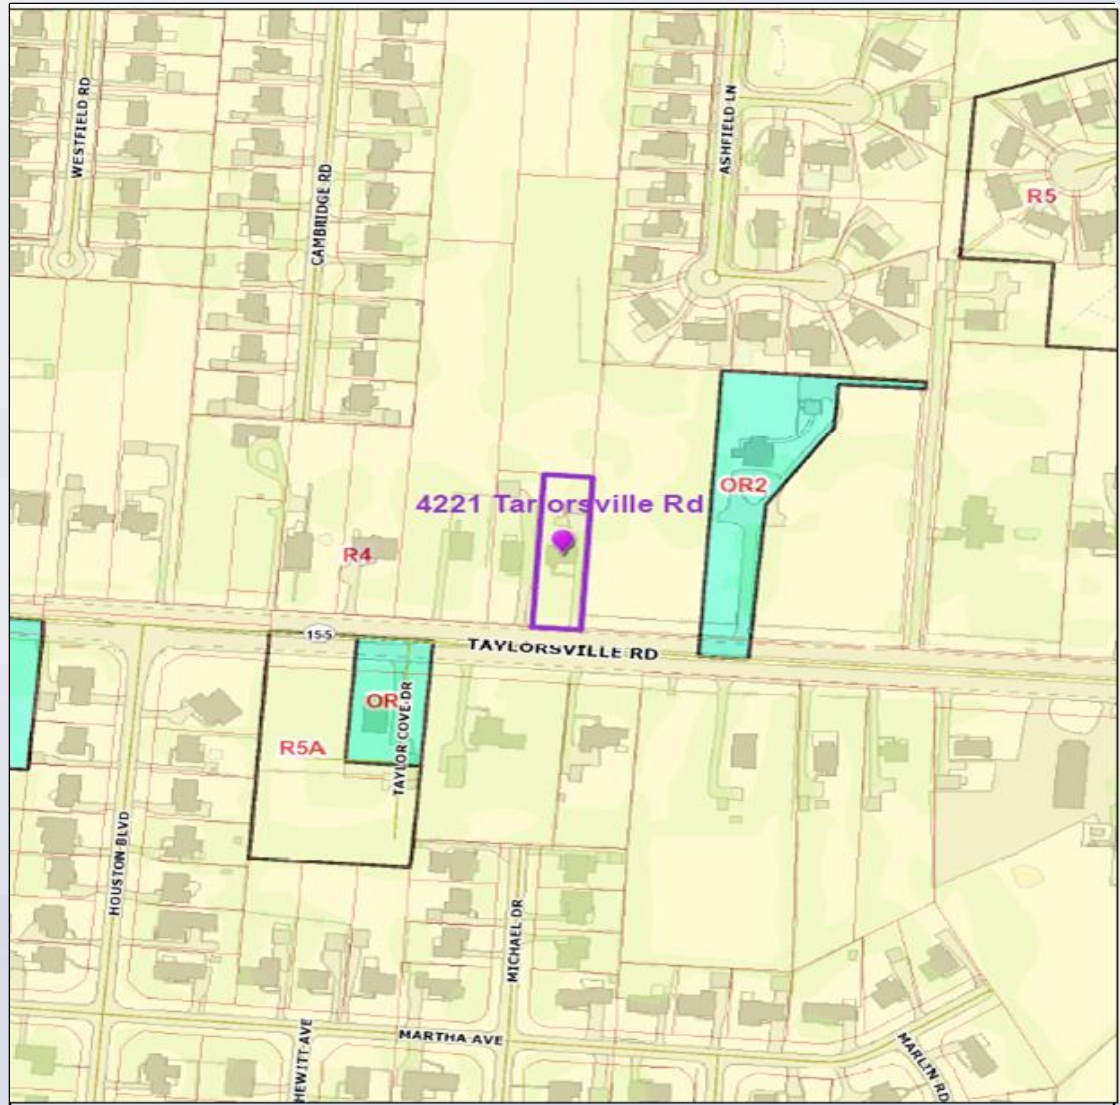 WESTFIELD RD
CAMBRIDGE RD
ASHFIELD LN
R5
4221 Tarlorsville Rd
OR2
R4
155
TAYLORSVILLE RD
OR
R5A
TAYLOR COVE DR
HOUSTON BLVD
MICHAEL DR
HEWITT AVE
MARTHA AVE
MARLIN RD